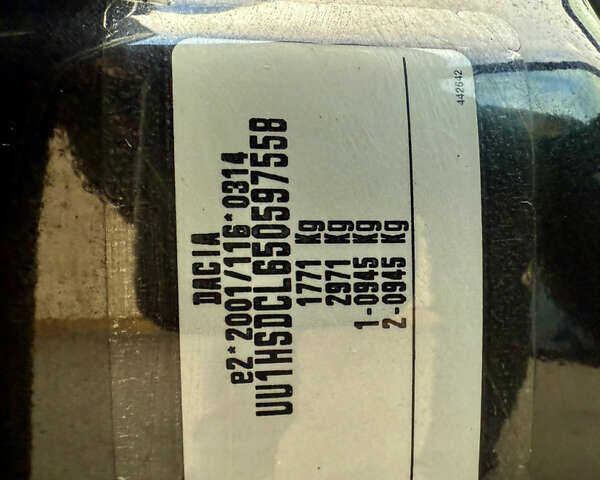 DACIA
e2*2001/116*0314
UU1HSDCL650597558
1771 Kg
2971 Kg
1-0945 Kg
2-0945 Kg
442642